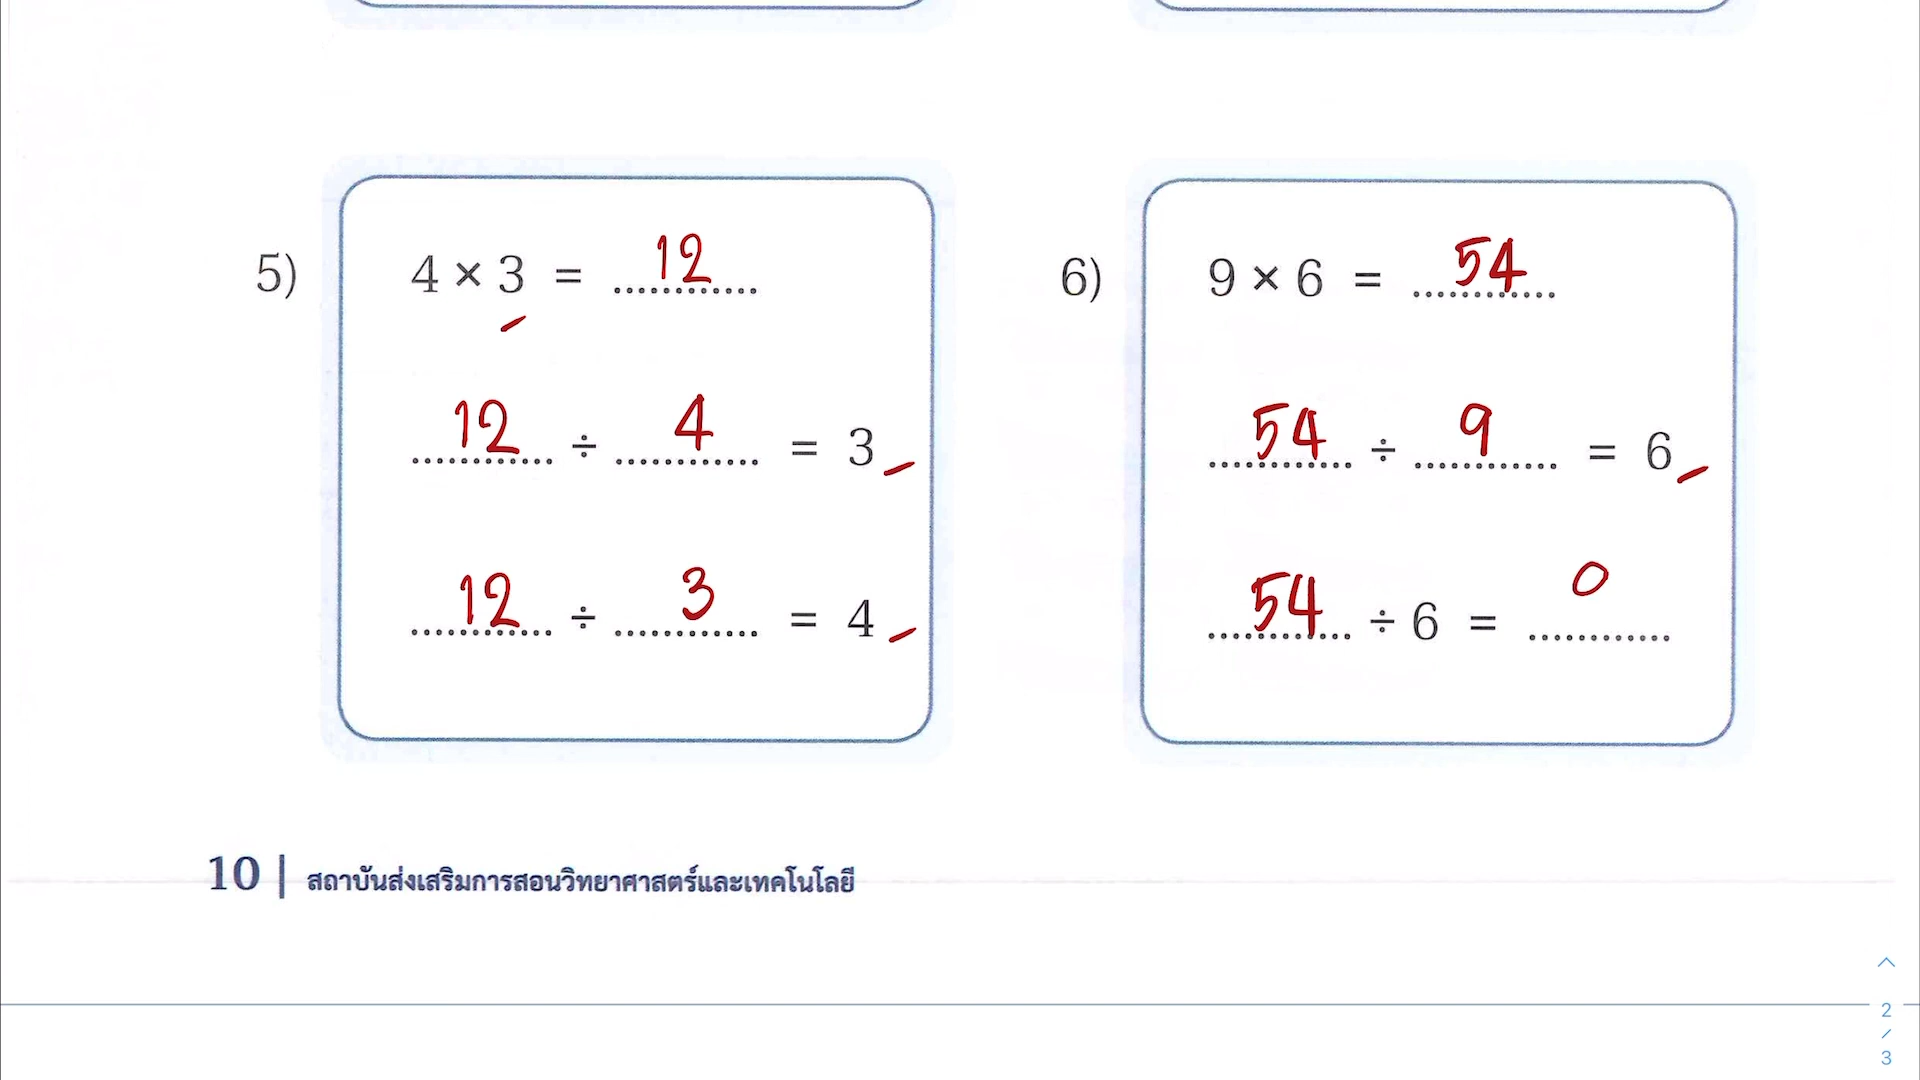 5) 4 × 3 = 12
12 ÷ 4 = 3
12 ÷ 3 = 4
6) 9 × 6 = 54
54 ÷ 9 = 6
54 ÷ 6 = 0
10 | สถาบันส่งเสริมการสอนวิทยาศาสตร์และเทคโนโลยี
2
/
3